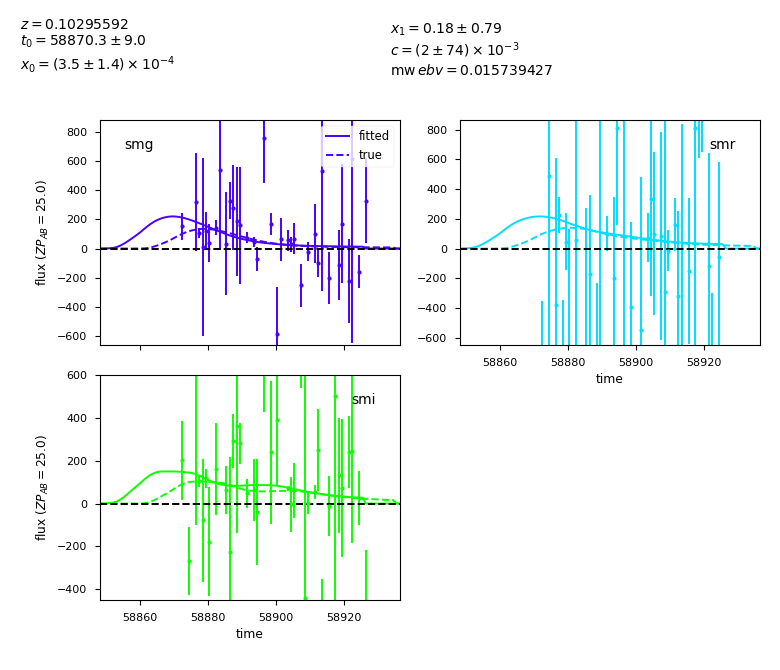 z = 0.10295592
t₀ = 58870.3 ± 9.0
x₀ = (3.5 ± 1.4) × 10⁻⁴
x₁ = 0.18 ± 0.79
c = (2 ± 74) × 10⁻³
mw ebv = 0.015739427
smg
fitted
true
800
600
400
200
0
−200
−400
−600
flux (ZP_AB = 25.0)
smr
800
600
400
200
0
−200
−400
−600
58860 58880 58900 58920
time
smi
600
400
200
0
−200
−400
flux (ZP_AB = 25.0)
58860 58880 58900 58920
time